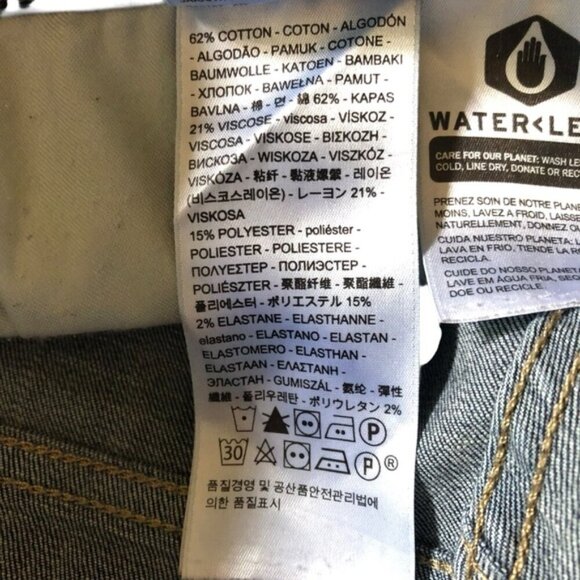 62% COTTON - COTON - ALGODÓN
- ALGODÃO - PAMUK - COTONE -
BAUMWOLLE - KATOEN - BAMBAKI
- ХЛОПОК - BAWEŁNA - PAMUT -
BAVLNA - 棉 - 면 - 綿 62% - KAPAS
21% VISCOSE - viscosa - VİSKOZ -
VISCOSA - VISKOSE - ΒΙΣΚΟΖΗ -
ВИСКОЗА - WISKOZA - VISZKÓZ -
VISKÓZA - 粘纤 - 黏液嫘縈 - 레이온
(비스코스레이온) - レーヨン 21% -
VISKOSA
15% POLYESTER - poliéster -
POLIESTER - POLIESTERE -
ΠΟΛΥΕΣΤΕΡ - ПОЛИЭСТЕР -
POLIÉSZTER - 聚酯纤维 - 聚酯纖維 -
폴리에스터 - ポリエステル 15%
2% ELASTANE - ELASTHANNE -
elastano - ELASTANO - ELASTAN -
ELASTOMERO - ELASTHAN -
ELASTAAN - ΕΛΑΣΤΑΝΗ -
ЭЛАСТАН - GUMISZÁL - 氨纶 - 彈性
纖維 - 폴리우레탄 - ポリウレタン 2%
P
30 P ®
품질경영 및 공산품안전관리법에
의한 품질표시
WATER<LE
CARE FOR OUR PLANET: WASH LE
COLD, LINE DRY, DONATE OR REC
PRENEZ SOIN DE NOTRE PLANE
MOINS, LAVEZ A FROID, LAISSE
NATURELLEMENT, DONNEZ OU
CUIDA NUESTRO PLANETA: L
LAVA EN FRÍO, TIENDE LA RO
RECICLA.
CUIDE DO NOSSO PLANETA
LAVE EM ÁGUA FRIA, SEQ
DOE OU RECICLE.